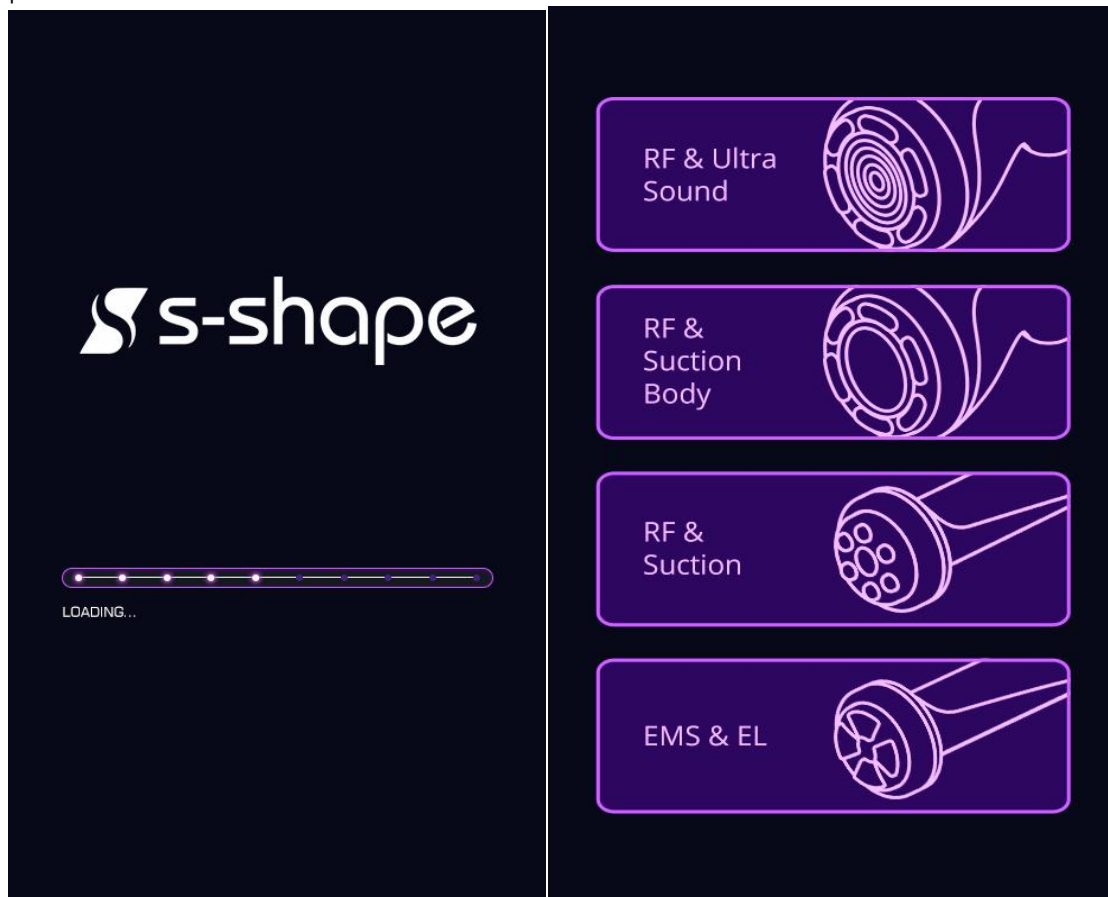 s-shape
LOADING...
RF & Ultra
Sound
RF &
Suction
Body
RF &
Suction
EMS & EL